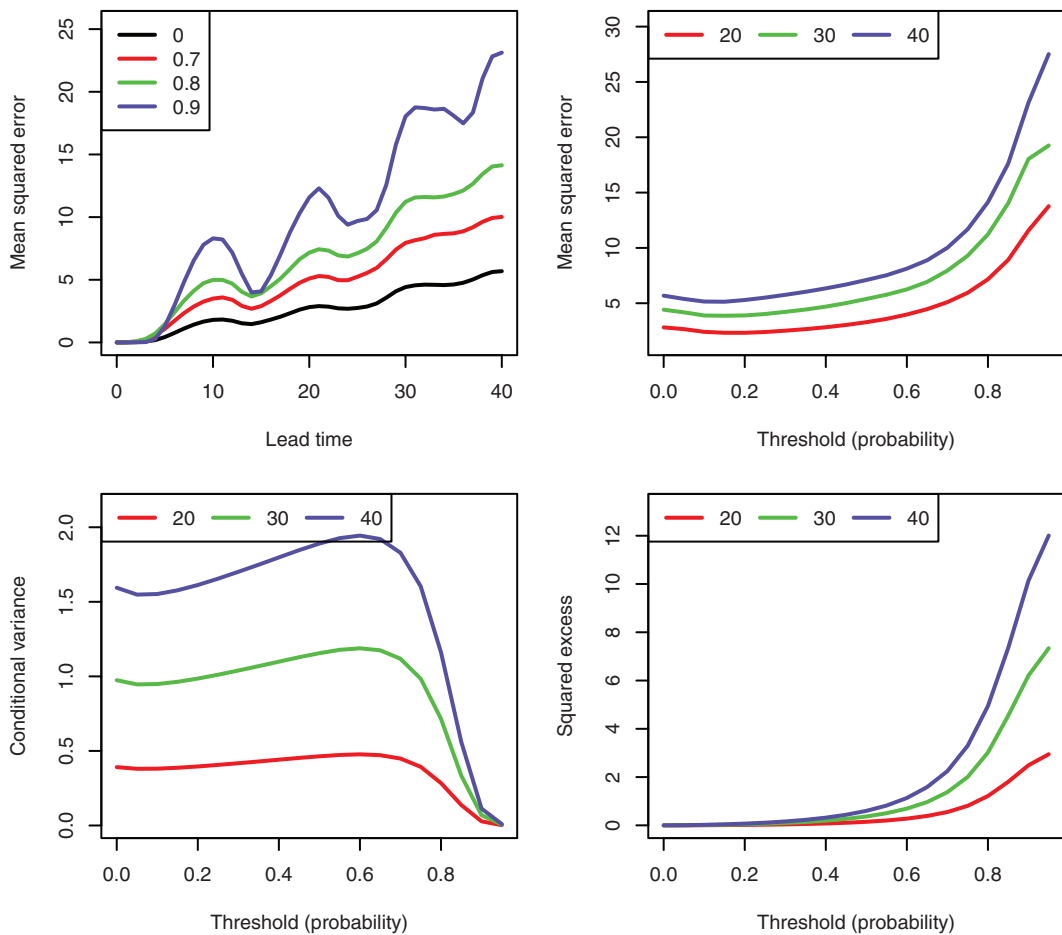 25
20
15
10
5
0
Mean squared error
0
0.7
0.8
0.9
0 10 20 30 40
Lead time
30
25
20
15
10
5
Mean squared error
20 30 40
0.0 0.2 0.4 0.6 0.8
Threshold (probability)
2.0
1.5
1.0
0.5
0.0
Conditional variance
20 30 40
0.0 0.2 0.4 0.6 0.8
Threshold (probability)
12
10
8
6
4
2
0
Squared excess
20 30 40
0.0 0.2 0.4 0.6 0.8
Threshold (probability)